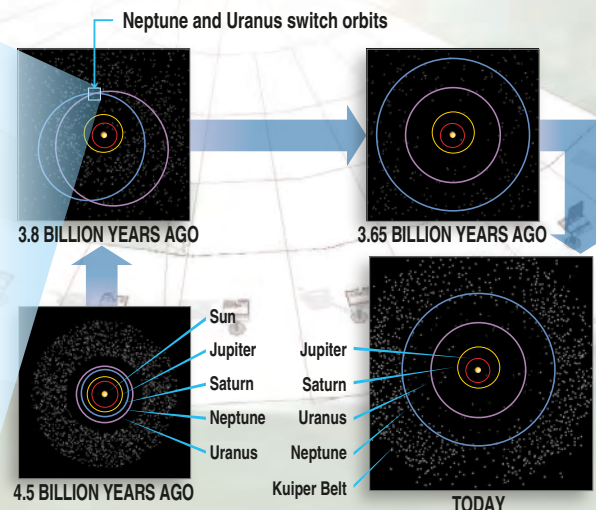 Neptune and Uranus switch orbits
3.8 BILLION YEARS AGO
3.65 BILLION YEARS AGO
Sun
Jupiter
Saturn
Neptune
Uranus
4.5 BILLION YEARS AGO
Jupiter
Saturn
Uranus
Neptune
Kuiper Belt
TODAY